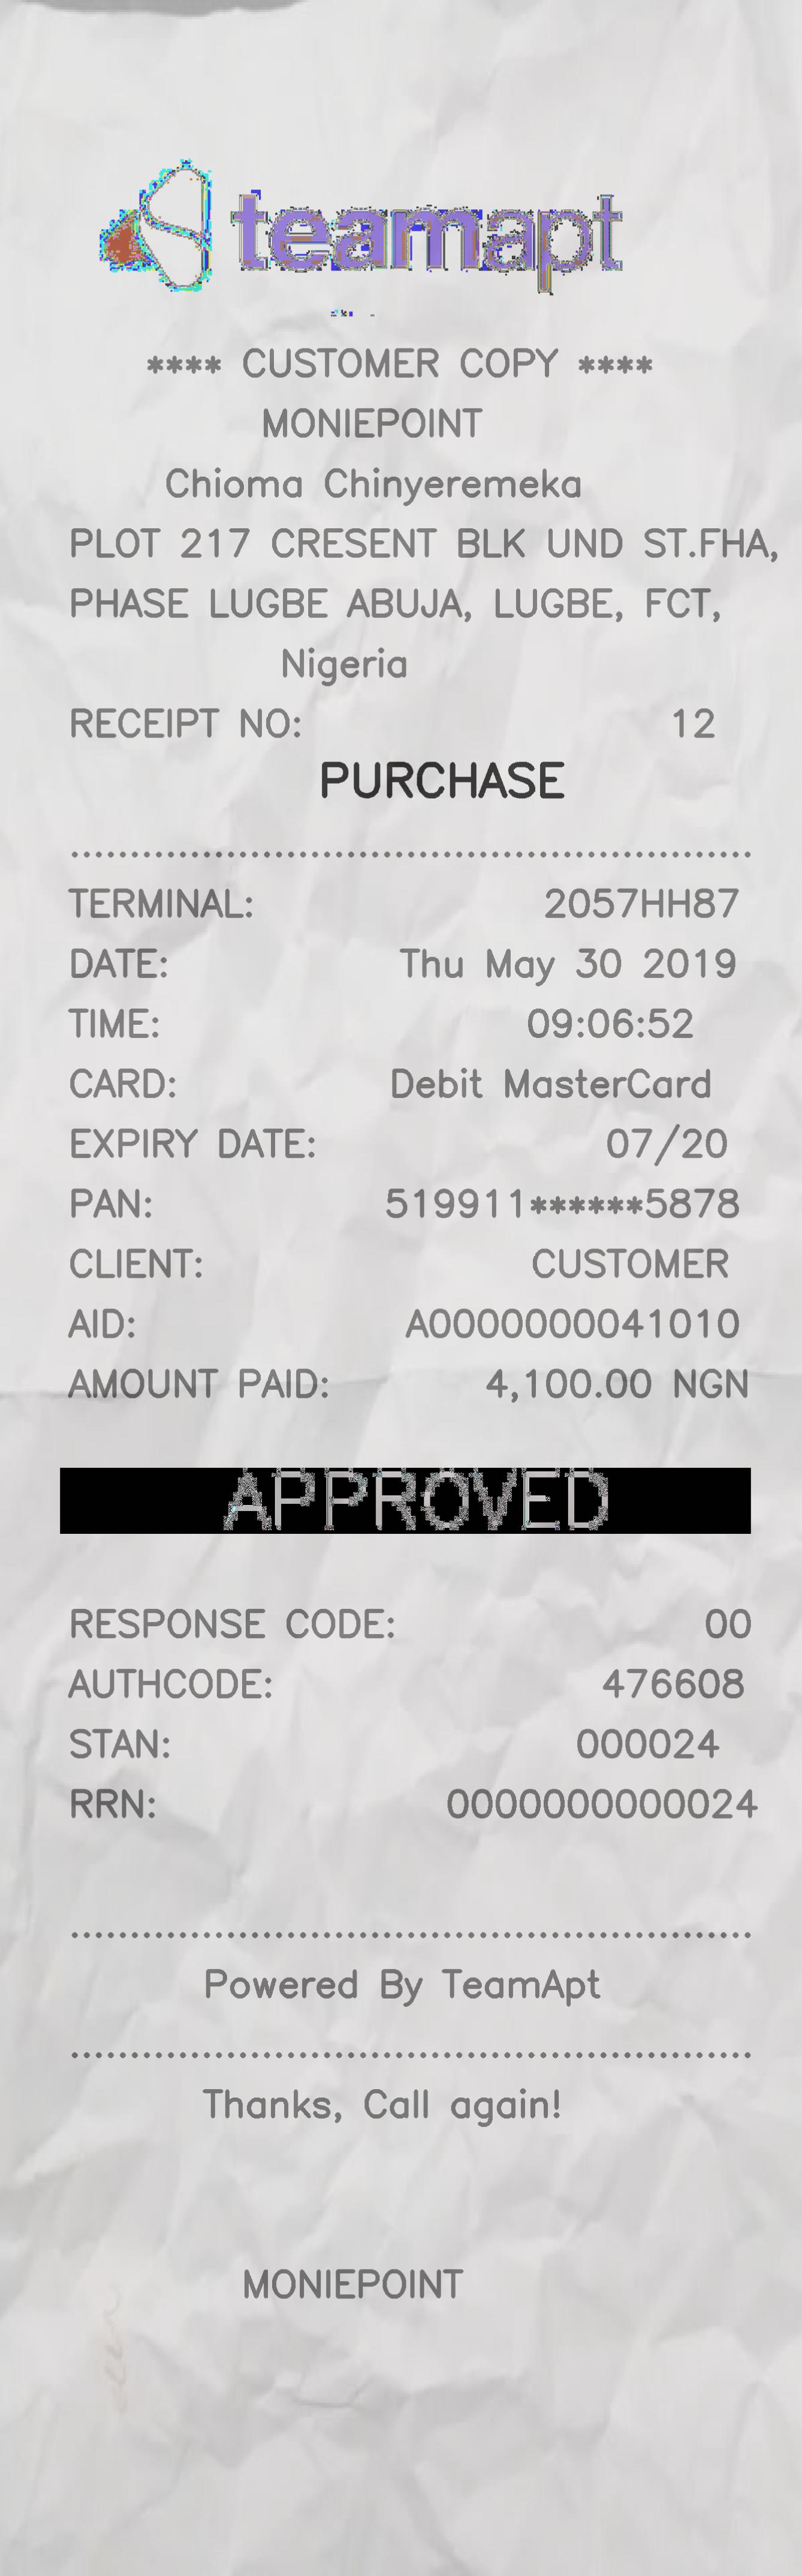 teamapt
**** CUSTOMER COPY ****
MONIEPOINT
Chioma Chinyeremeka
PLOT 217 CRESENT BLK UND ST.FHA,
PHASE LUGBE ABUJA, LUGBE, FCT,
Nigeria
RECEIPT NO: 12
PURCHASE
TERMINAL: 2057HH87
DATE: Thu May 30 2019
TIME: 09:06:52
CARD: Debit MasterCard
EXPIRY DATE: 07/20
PAN: 519911******5878
CLIENT: CUSTOMER
AID: A0000000041010
AMOUNT PAID: 4,100.00 NGN
APPROVED
RESPONSE CODE: 00
AUTHCODE: 476608
STAN: 000024
RRN: 0000000000024
Powered By TeamApt
Thanks, Call again!
MONIEPOINT